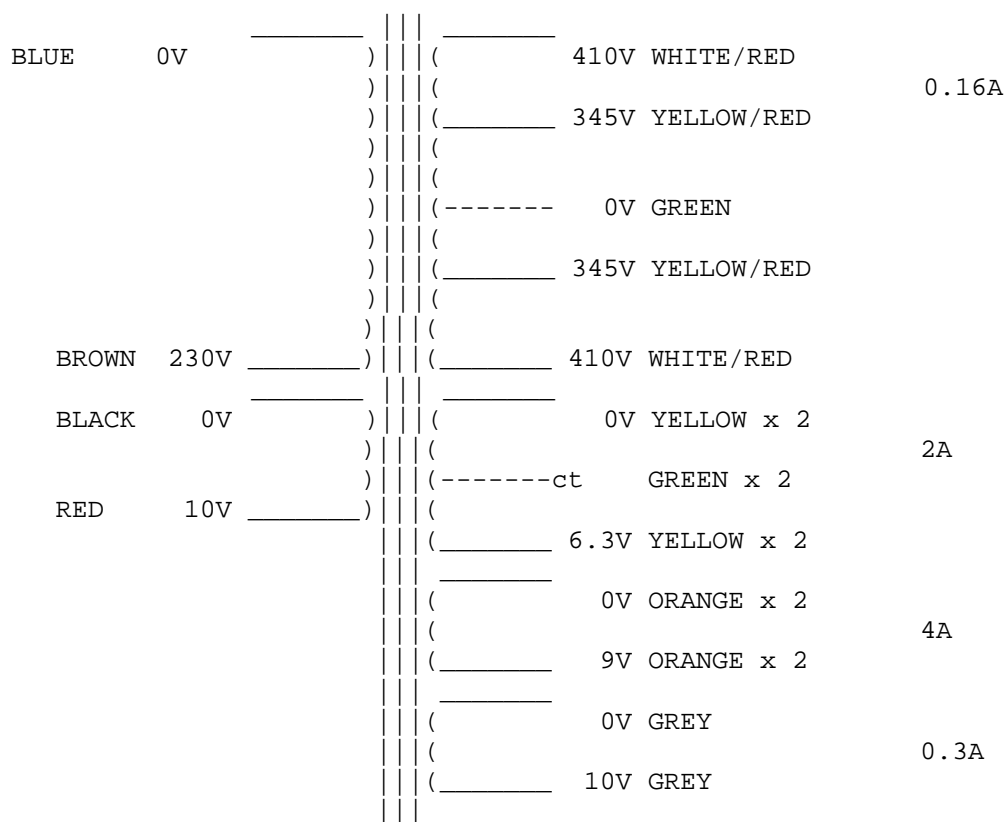 BLUE 0V 410V WHITE/RED
0.16A
345V YELLOW/RED
0V GREEN
345V YELLOW/RED
BROWN 230V 410V WHITE/RED
BLACK 0V 0V YELLOW x 2
2A
ct GREEN x 2
RED 10V
6.3V YELLOW x 2
0V ORANGE x 2
4A
9V ORANGE x 2
0V GREY
0.3A
10V GREY